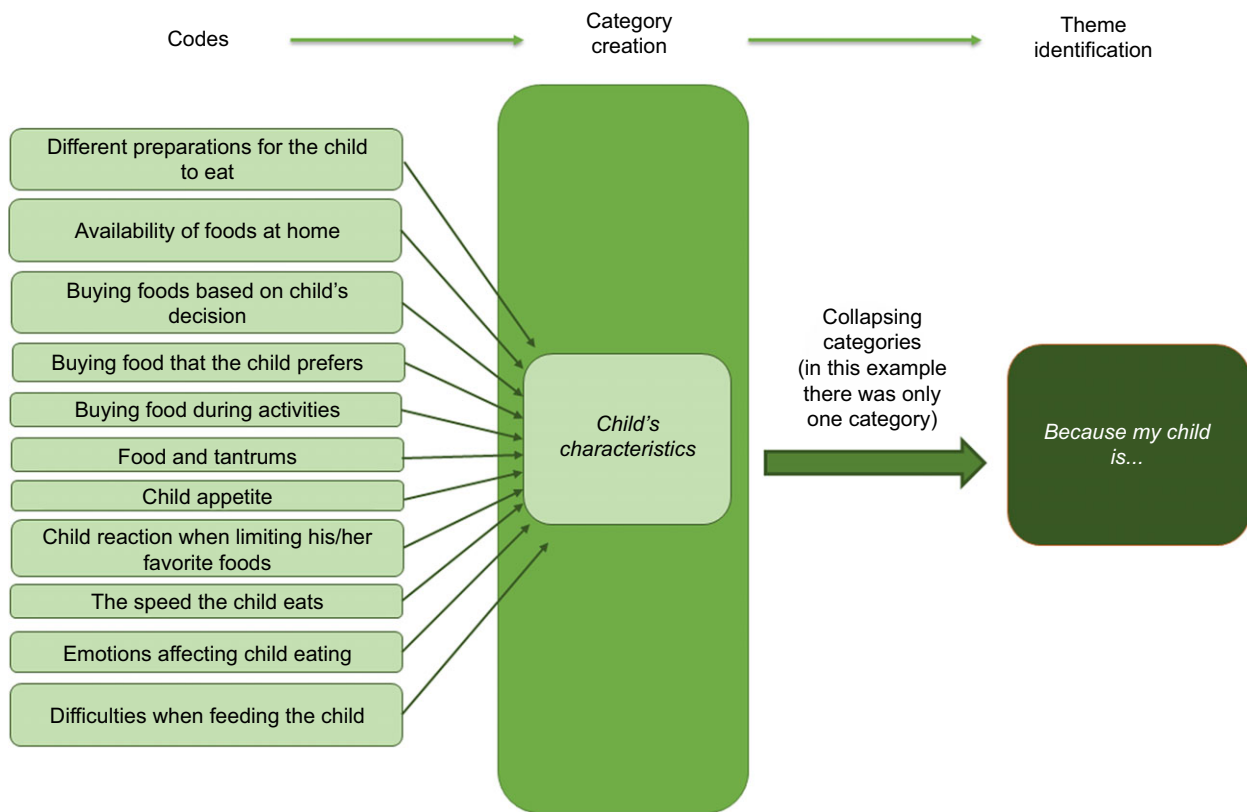 Codes
Category
creation
Theme
identification
Different preparations for the child
to eat
Availability of foods at home
Buying foods based on child’s
decision
Buying food that the child prefers
Buying food during activities
Food and tantrums
Child appetite
Child reaction when limiting his/her
favorite foods
The speed the child eats
Emotions affecting child eating
Difficulties when feeding the child
Child’s
characteristics
Collapsing
categories
(in this example
there was only
one category)
Because my child
is...